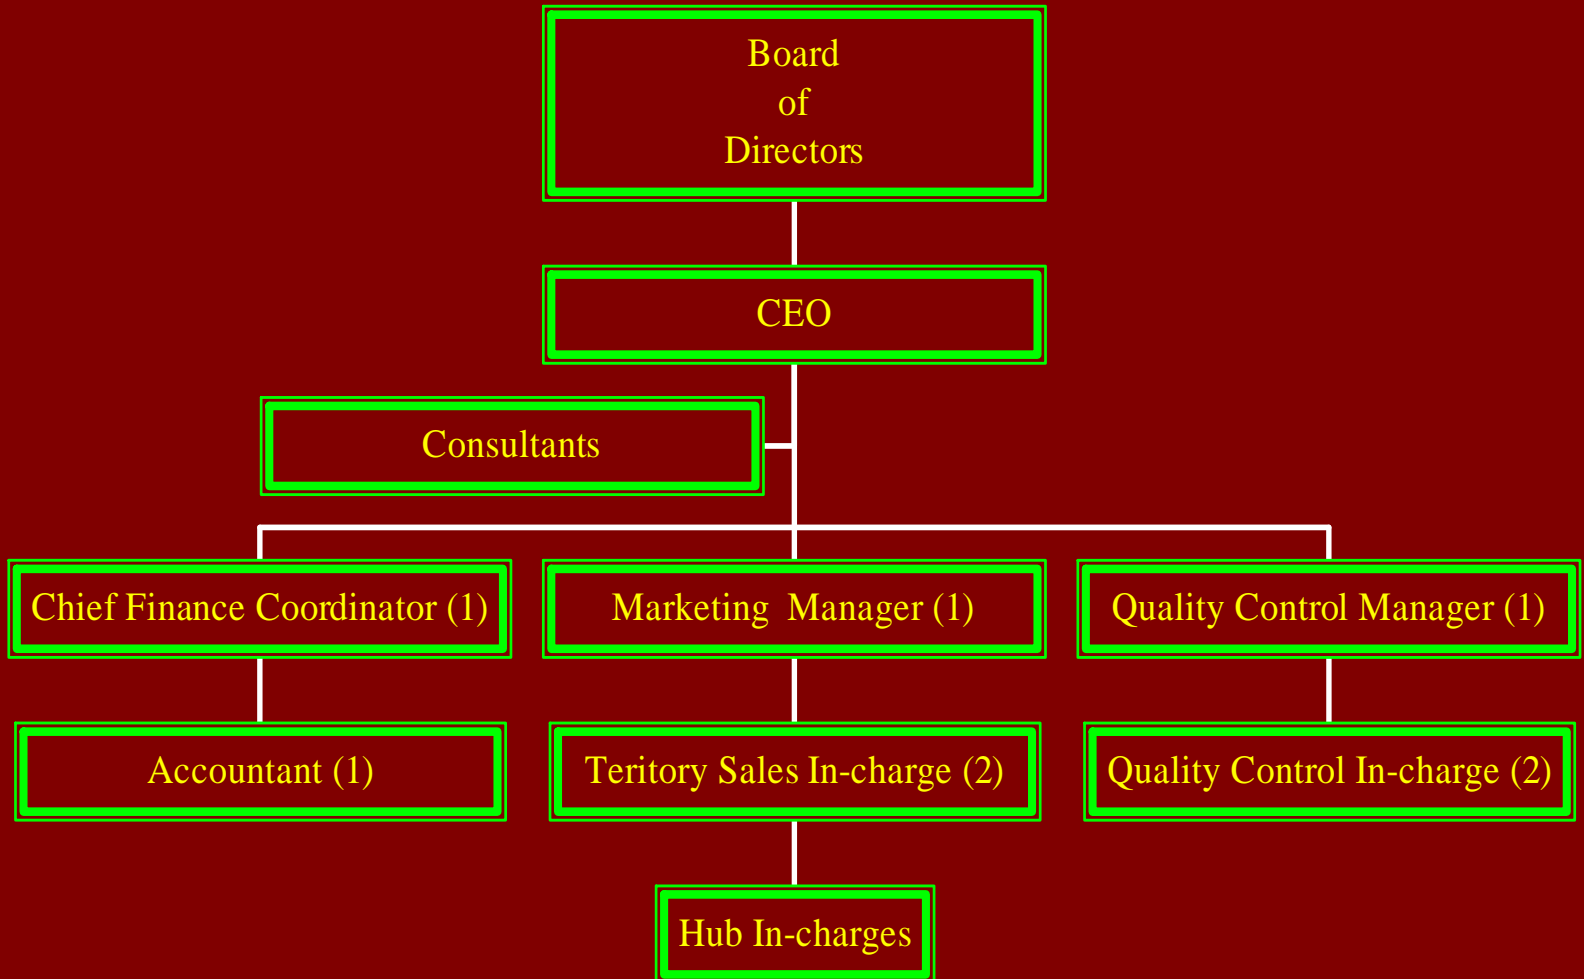 Board
of
Directors
CEO
Consultants
Chief Finance Coordinator (1)
Marketing  Manager (1)
Quality Control Manager (1)
Accountant (1)
Teritory Sales In-charge (2)
Quality Control In-charge (2)
Hub In-charges